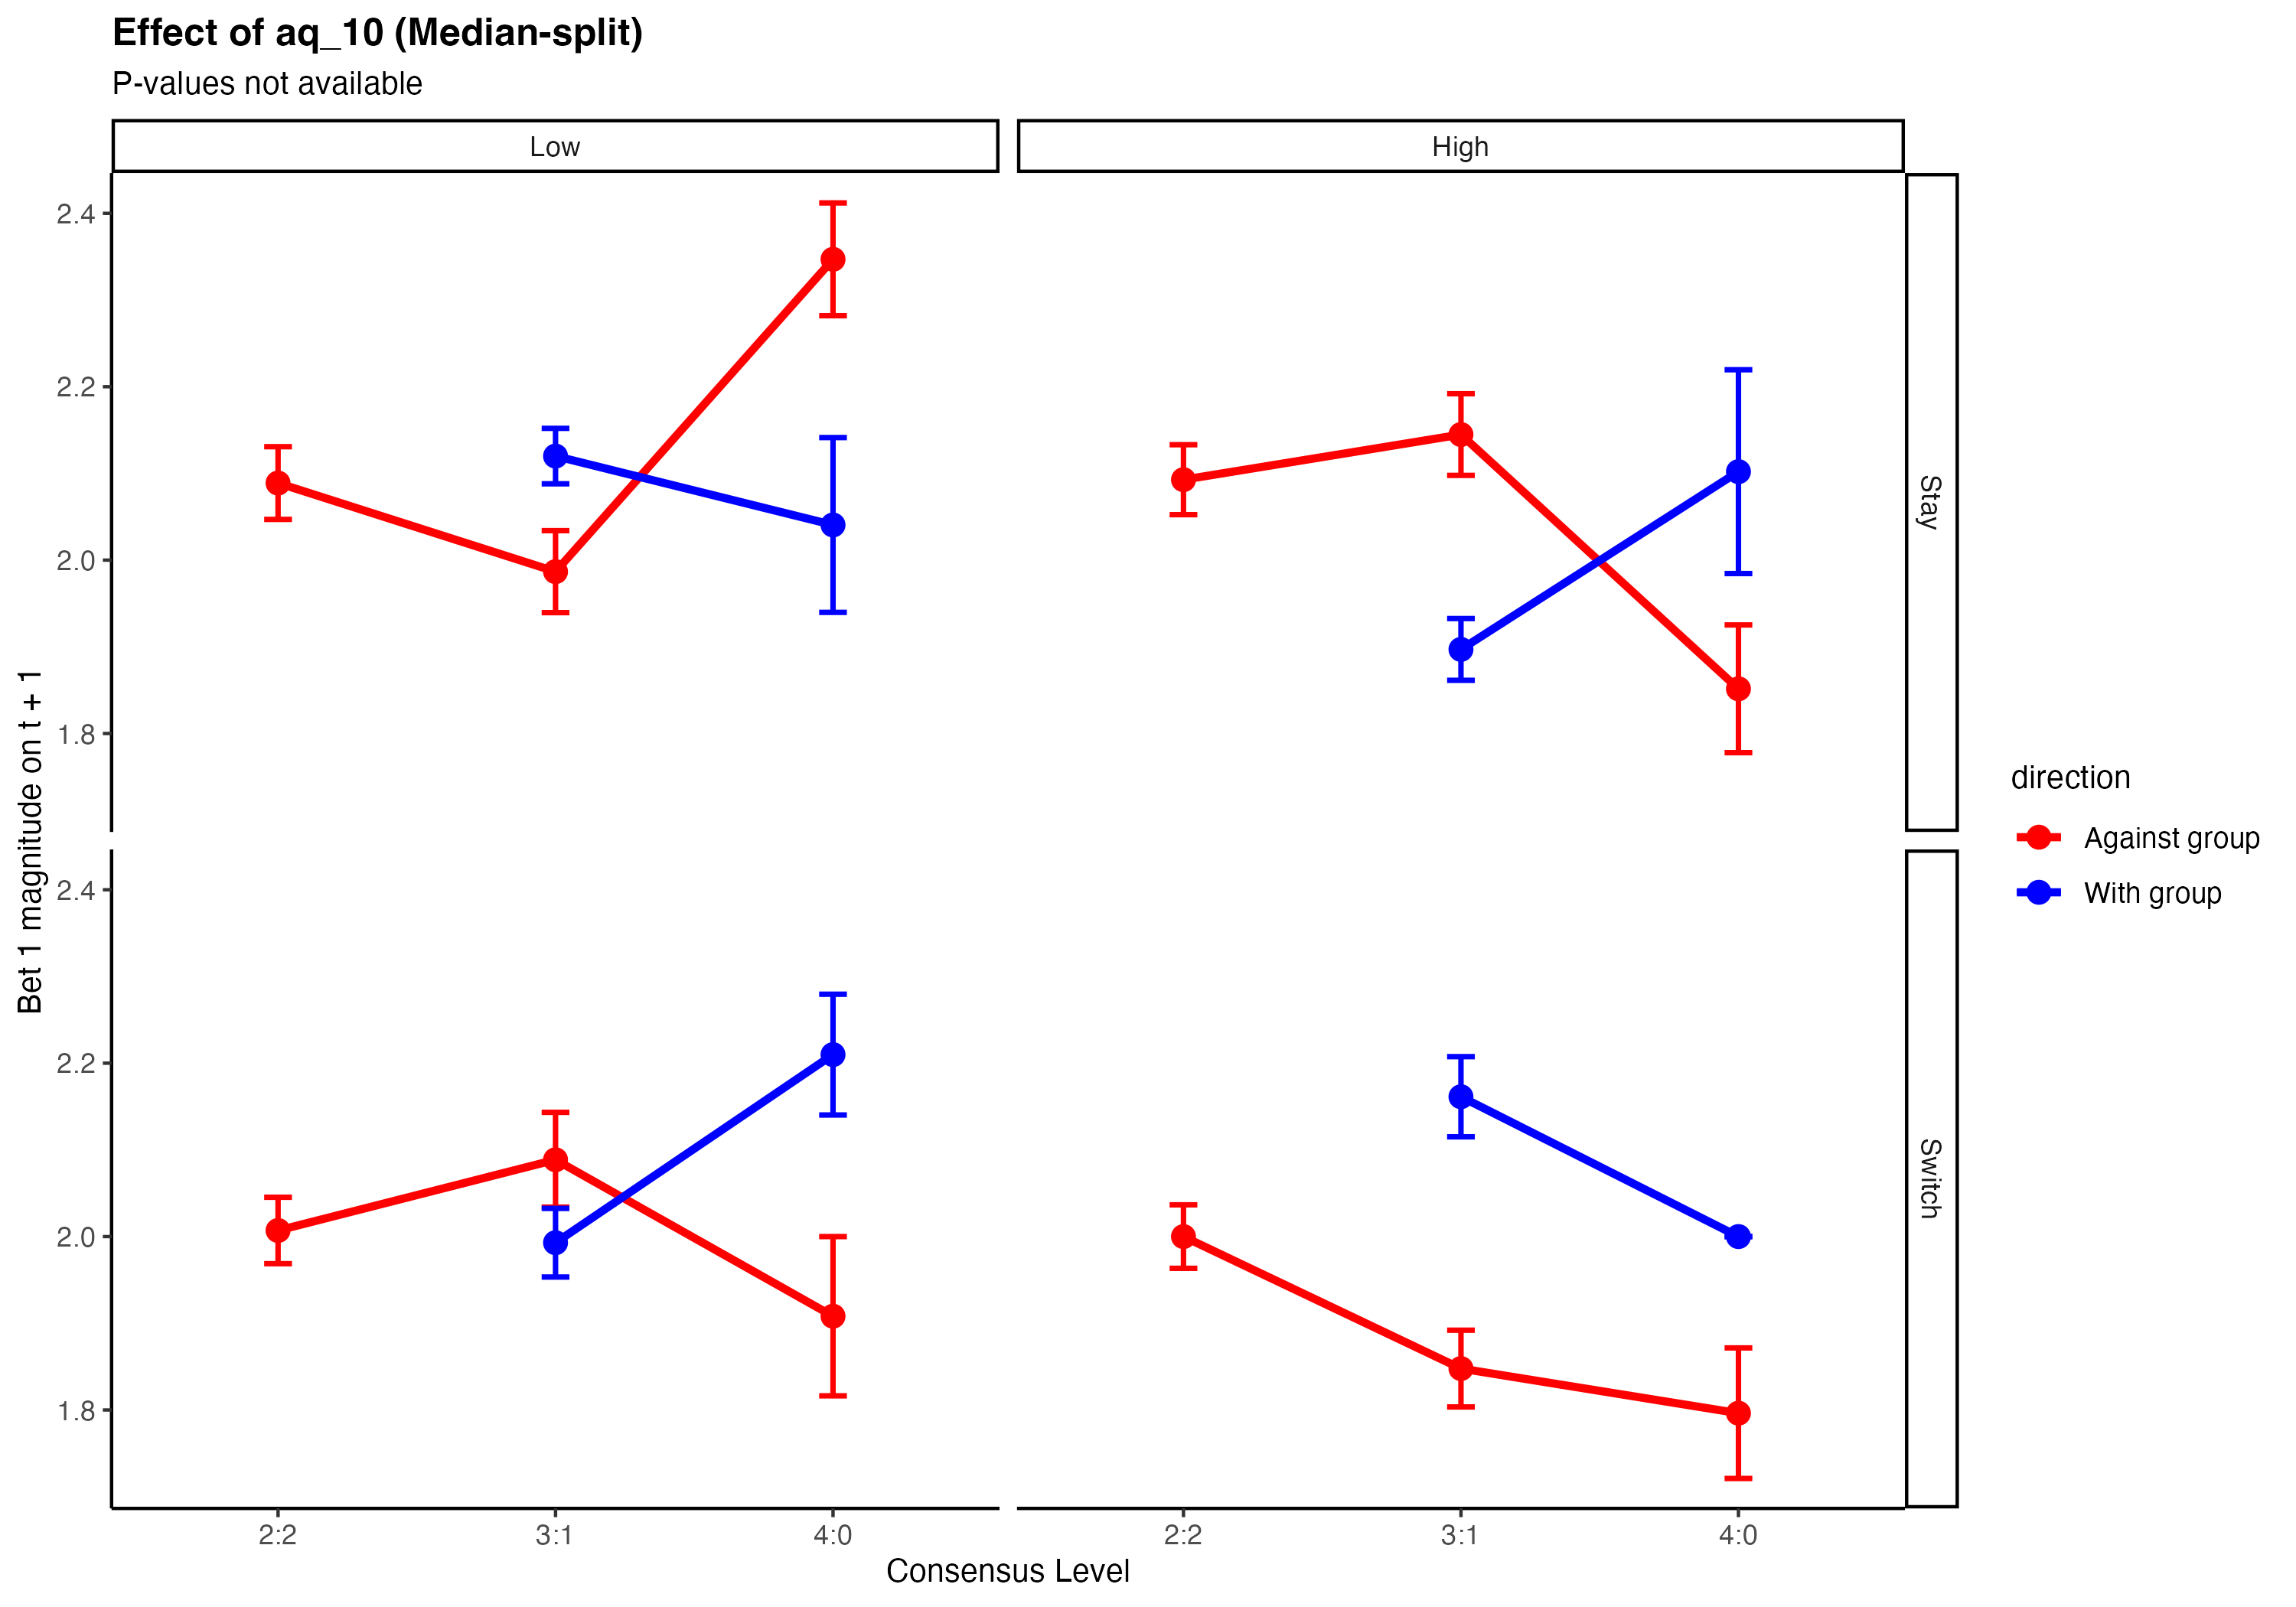 Effect of aq_10 (Median-split)
P-values not available
Low
High
2.4
2.2
2.0
1.8
Stay
Bet 1 magnitude on t + 1
2.4
2.2
2.0
1.8
Switch
direction
Against group
With group
2:2
3:1
4:0
2:2
3:1
4:0
Consensus Level